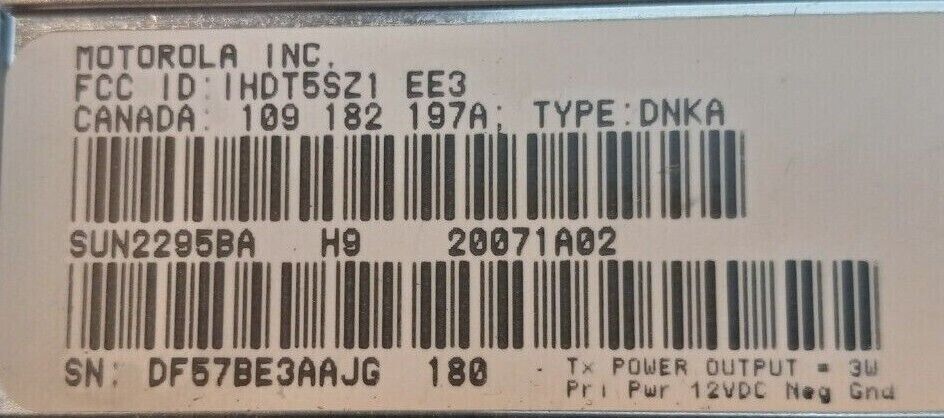 MOTOROLA INC.
FCC ID:IHDT5SZ1 EE3
CANADA: 109 182 197A; TYPE:DNKA
SUN2295BA H9 20071A02
SN: DF57BE3AAJG 180
Tx POWER OUTPUT = 3W
Pri Pwr 12VDC Neg Gnd